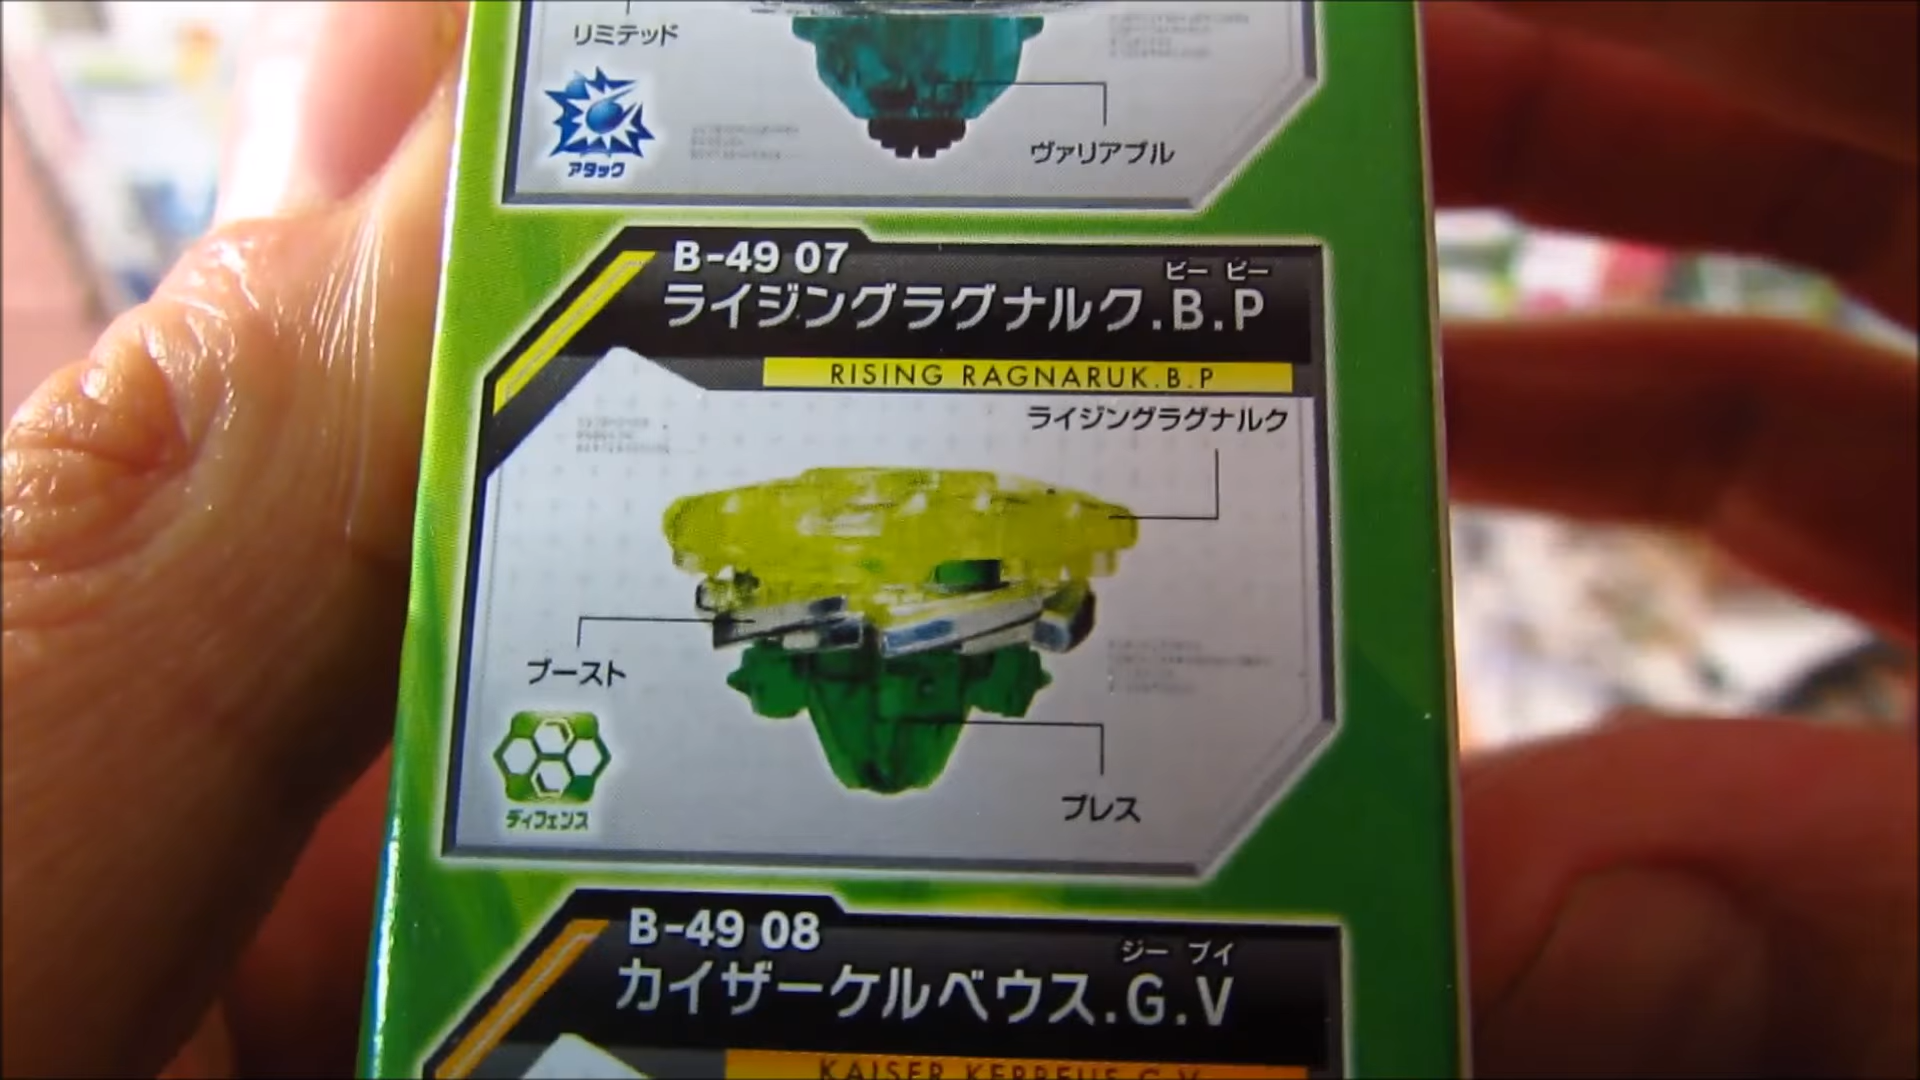 リミテッド
アタック
ヴァリアブル
B-49 07
ビー ビー
ライジングラグナルク.B.P
RISING RAGNARUK.B.P
ライジングラグナルク
ブースト
ディフェンス
プレス
B-49 08
ジー ブイ
カイザーケルベウス.G.V
KAISER KERBEUS.G.V